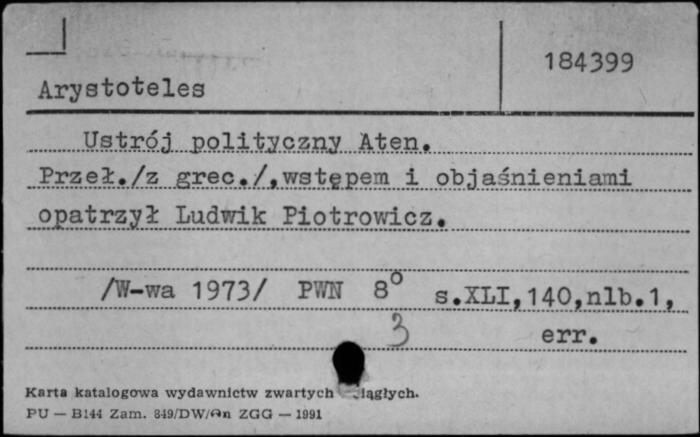 184399
Arystoteles
Ustrój polityczny Aten.
Przeł./z grec./,wstępem i objaśnieniami
opatrzył Ludwik Piotrowicz.
/W-wa 1973/ PWN 8° s.XLI,140,nlb.1,
3 err.
Karta katalogowa wydawnictw zwartych
PU — B144 Zam. 849/DW/ ZGG — 1991